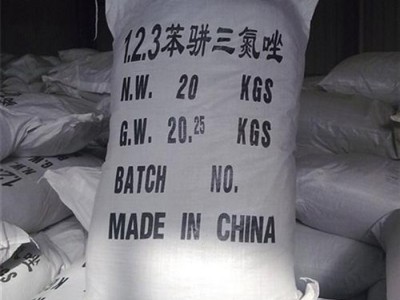 1.2.3苯骈三氮唑
N.W. 20 KGS
G.W. 20.25 KGS
BATCH NO.
MADE IN CHINA